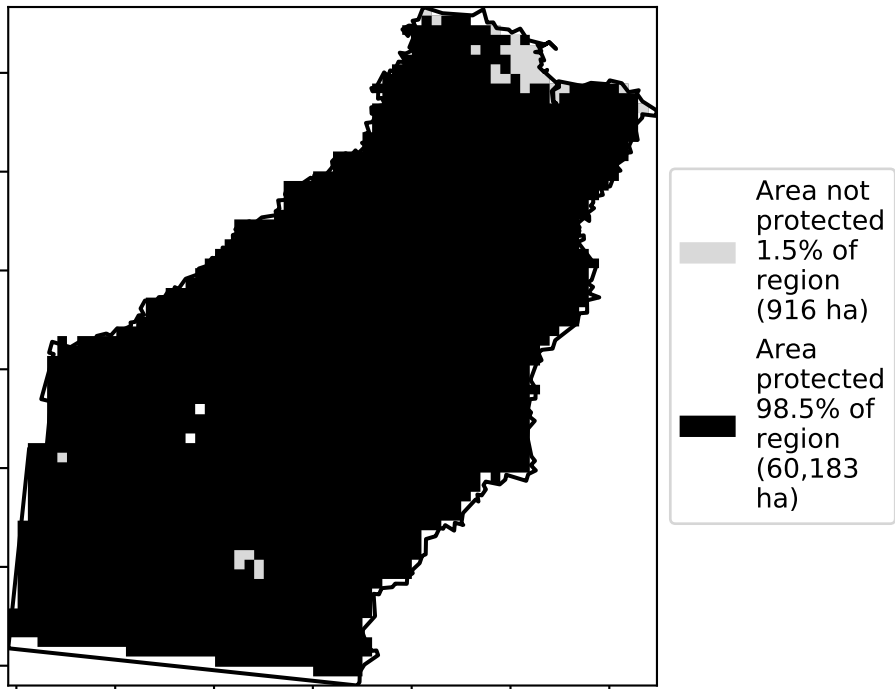 Area not
protected
1.5% of
region
(916 ha)
Area
protected
98.5% of
region
(60,183
ha)